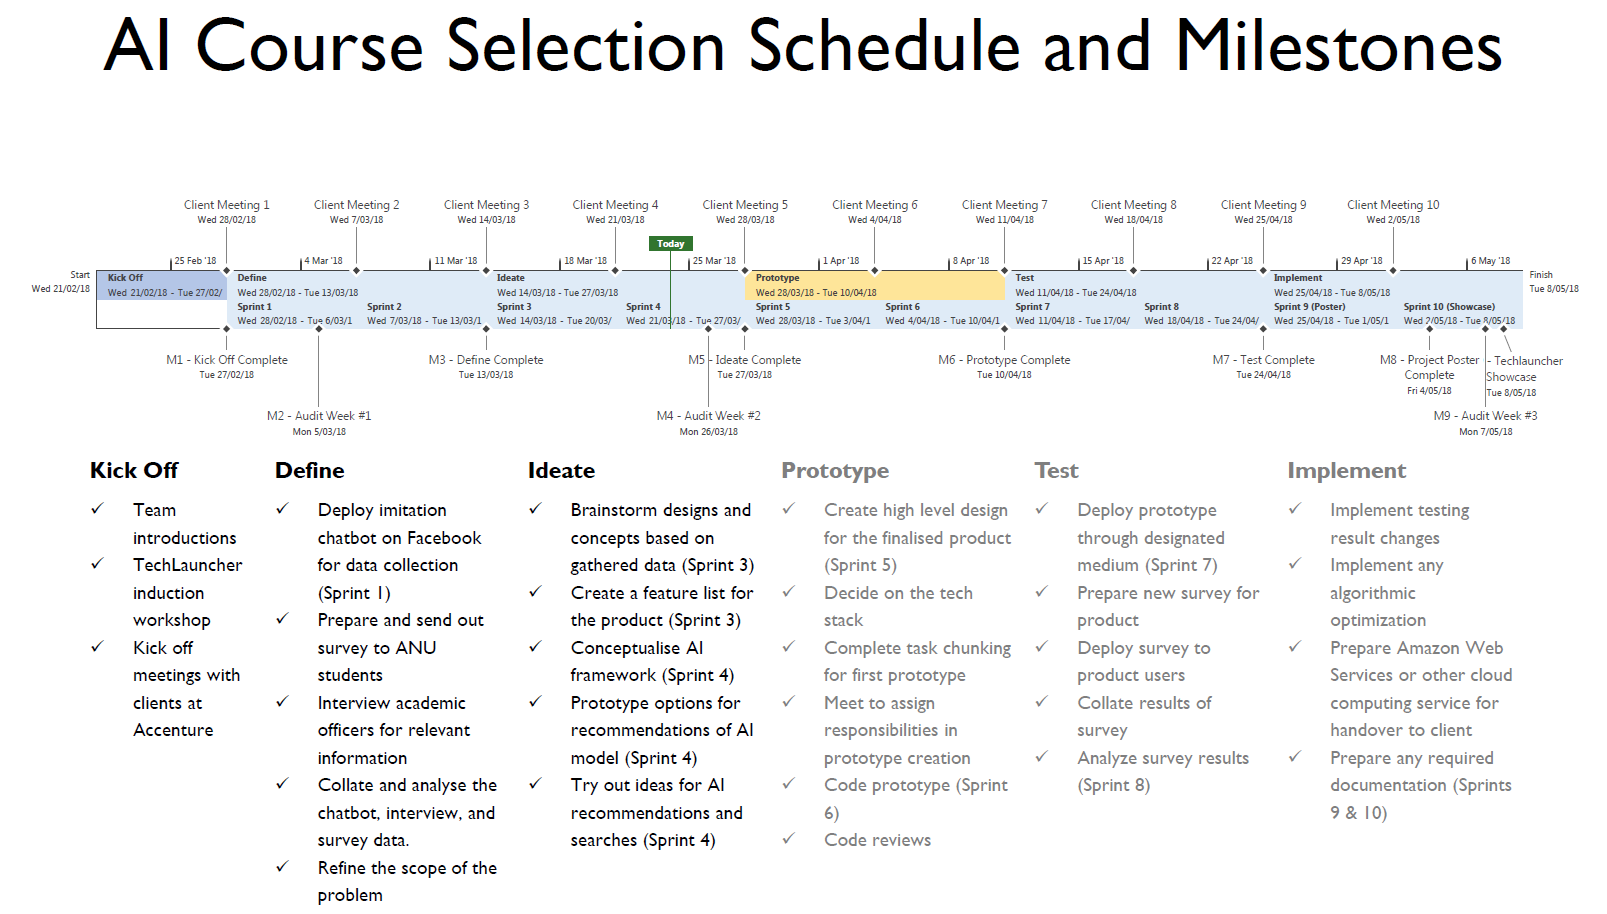 AI Course Selection Schedule and Milestones
Client Meeting 1
Wed 28/02/18
Client Meeting 2
Wed 7/03/18
Client Meeting 3
Wed 14/03/18
Client Meeting 4
Wed 21/03/18
Client Meeting 5
Wed 28/03/18
Client Meeting 6
Wed 4/04/18
Client Meeting 7
Wed 11/04/18
Client Meeting 8
Wed 18/04/18
Client Meeting 9
Wed 25/04/18
Client Meeting 10
Wed 2/05/18
Today
25 Feb '18
4 Mar '18
11 Mar '18
18 Mar '18
25 Mar '18
1 Apr '18
8 Apr '18
15 Apr '18
22 Apr '18
29 Apr '18
6 May '18
Start
Wed 21/02/18
Kick Off
Wed 21/02/18 - Tue 27/02/
Define
Wed 28/02/18 - Tue 13/03/18
Ideate
Wed 14/03/18 - Tue 27/03/18
Prototype
Wed 28/03/18 - Tue 10/04/18
Test
Wed 11/04/18 - Tue 24/04/18
Implement
Wed 25/04/18 - Tue 8/05/18
Finish
Tue 8/05/18
Sprint 1
Wed 28/02/18 - Tue 6/03/1
Sprint 2
Wed 7/03/18 - Tue 13/03/1
Sprint 3
Wed 14/03/18 - Tue 20/03/
Sprint 4
Wed 21/03/18 - Tue 27/03/
Sprint 5
Wed 28/03/18 - Tue 3/04/1
Sprint 6
Wed 4/04/18 - Tue 10/04/1
Sprint 7
Wed 11/04/18 - Tue 17/04/
Sprint 8
Wed 18/04/18 - Tue 24/04/
Sprint 9 (Poster)
Wed 25/04/18 - Tue 1/05/1
Sprint 10 (Showcase)
Wed 2/05/18 - Tue 8/05/18
M1 - Kick Off Complete
Tue 27/02/18
M3 - Define Complete
Tue 13/03/18
M5 - Ideate Complete
Tue 27/03/18
M6 - Prototype Complete
Tue 10/04/18
M7 - Test Complete
Tue 24/04/18
M8 - Project Poster
Complete
Fri 4/05/18
- Techlauncher
Showcase
Tue 8/05/18
M2 - Audit Week #1
Mon 5/03/18
M4 - Audit Week #2
Mon 26/03/18
M9 - Audit Week #3
Mon 7/05/18
Kick Off
✓ Team
introductions
✓ TechLauncher
induction
workshop
✓ Kick off
meetings with
clients at
Accenture
Define
✓ Deploy imitation
chatbot on Facebook
for data collection
(Sprint 1)
✓ Prepare and send out
survey to ANU
students
✓ Interview academic
officers for relevant
information
✓ Collate and analyse the
chatbot, interview, and
survey data.
✓ Refine the scope of the
problem
Ideate
✓ Brainstorm designs and
concepts based on
gathered data (Sprint 3)
✓ Create a feature list for
the product (Sprint 3)
✓ Conceptualise AI
framework (Sprint 4)
✓ Prototype options for
recommendations of AI
model (Sprint 4)
✓ Try out ideas for AI
recommendations and
searches (Sprint 4)
Prototype
✓ Create high level design
for the finalised product
(Sprint 5)
✓ Decide on the tech
stack
✓ Complete task chunking
for first prototype
✓ Meet to assign
responsibilities in
prototype creation
✓ Code prototype (Sprint
6)
✓ Code reviews
Test
✓ Deploy prototype
through designated
medium (Sprint 7)
✓ Prepare new survey for
product
✓ Deploy survey to
product users
✓ Collate results of
survey
✓ Analyze survey results
(Sprint 8)
Implement
✓ Implement testing
result changes
✓ Implement any
algorithmic
optimization
✓ Prepare Amazon Web
Services or other cloud
computing service for
handover to client
✓ Prepare any required
documentation (Sprints
9 & 10)